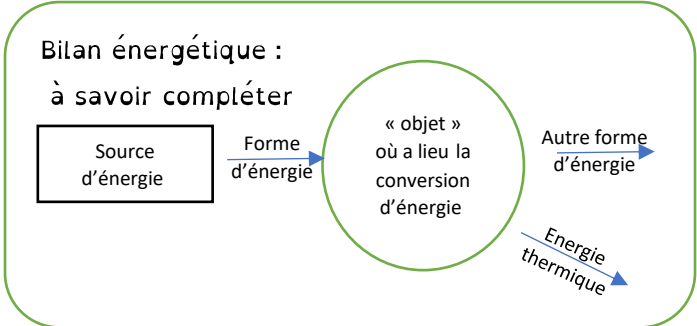 Bilan énergétique :
à savoir compléter
Source
d’énergie
Forme
d’énergie
« objet »
où a lieu la
conversion
d’énergie
Autre forme
d’énergie
Energie
thermique